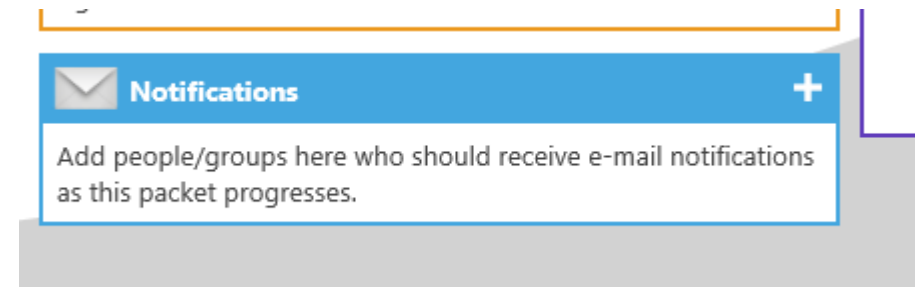 Notifications
Add people/groups here who should receive e-mail notifications
as this packet progresses.